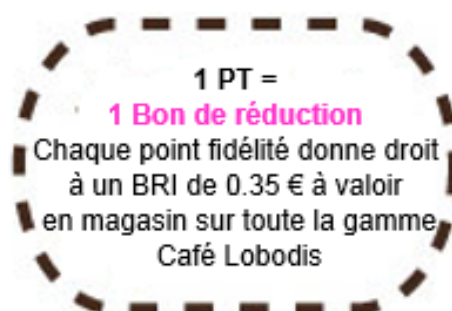 1 PT =
1 Bon de réduction
Chaque point fidélité donne droit
à un BRI de 0.35 € à valoir
en magasin sur toute la gamme
Café Lobodis